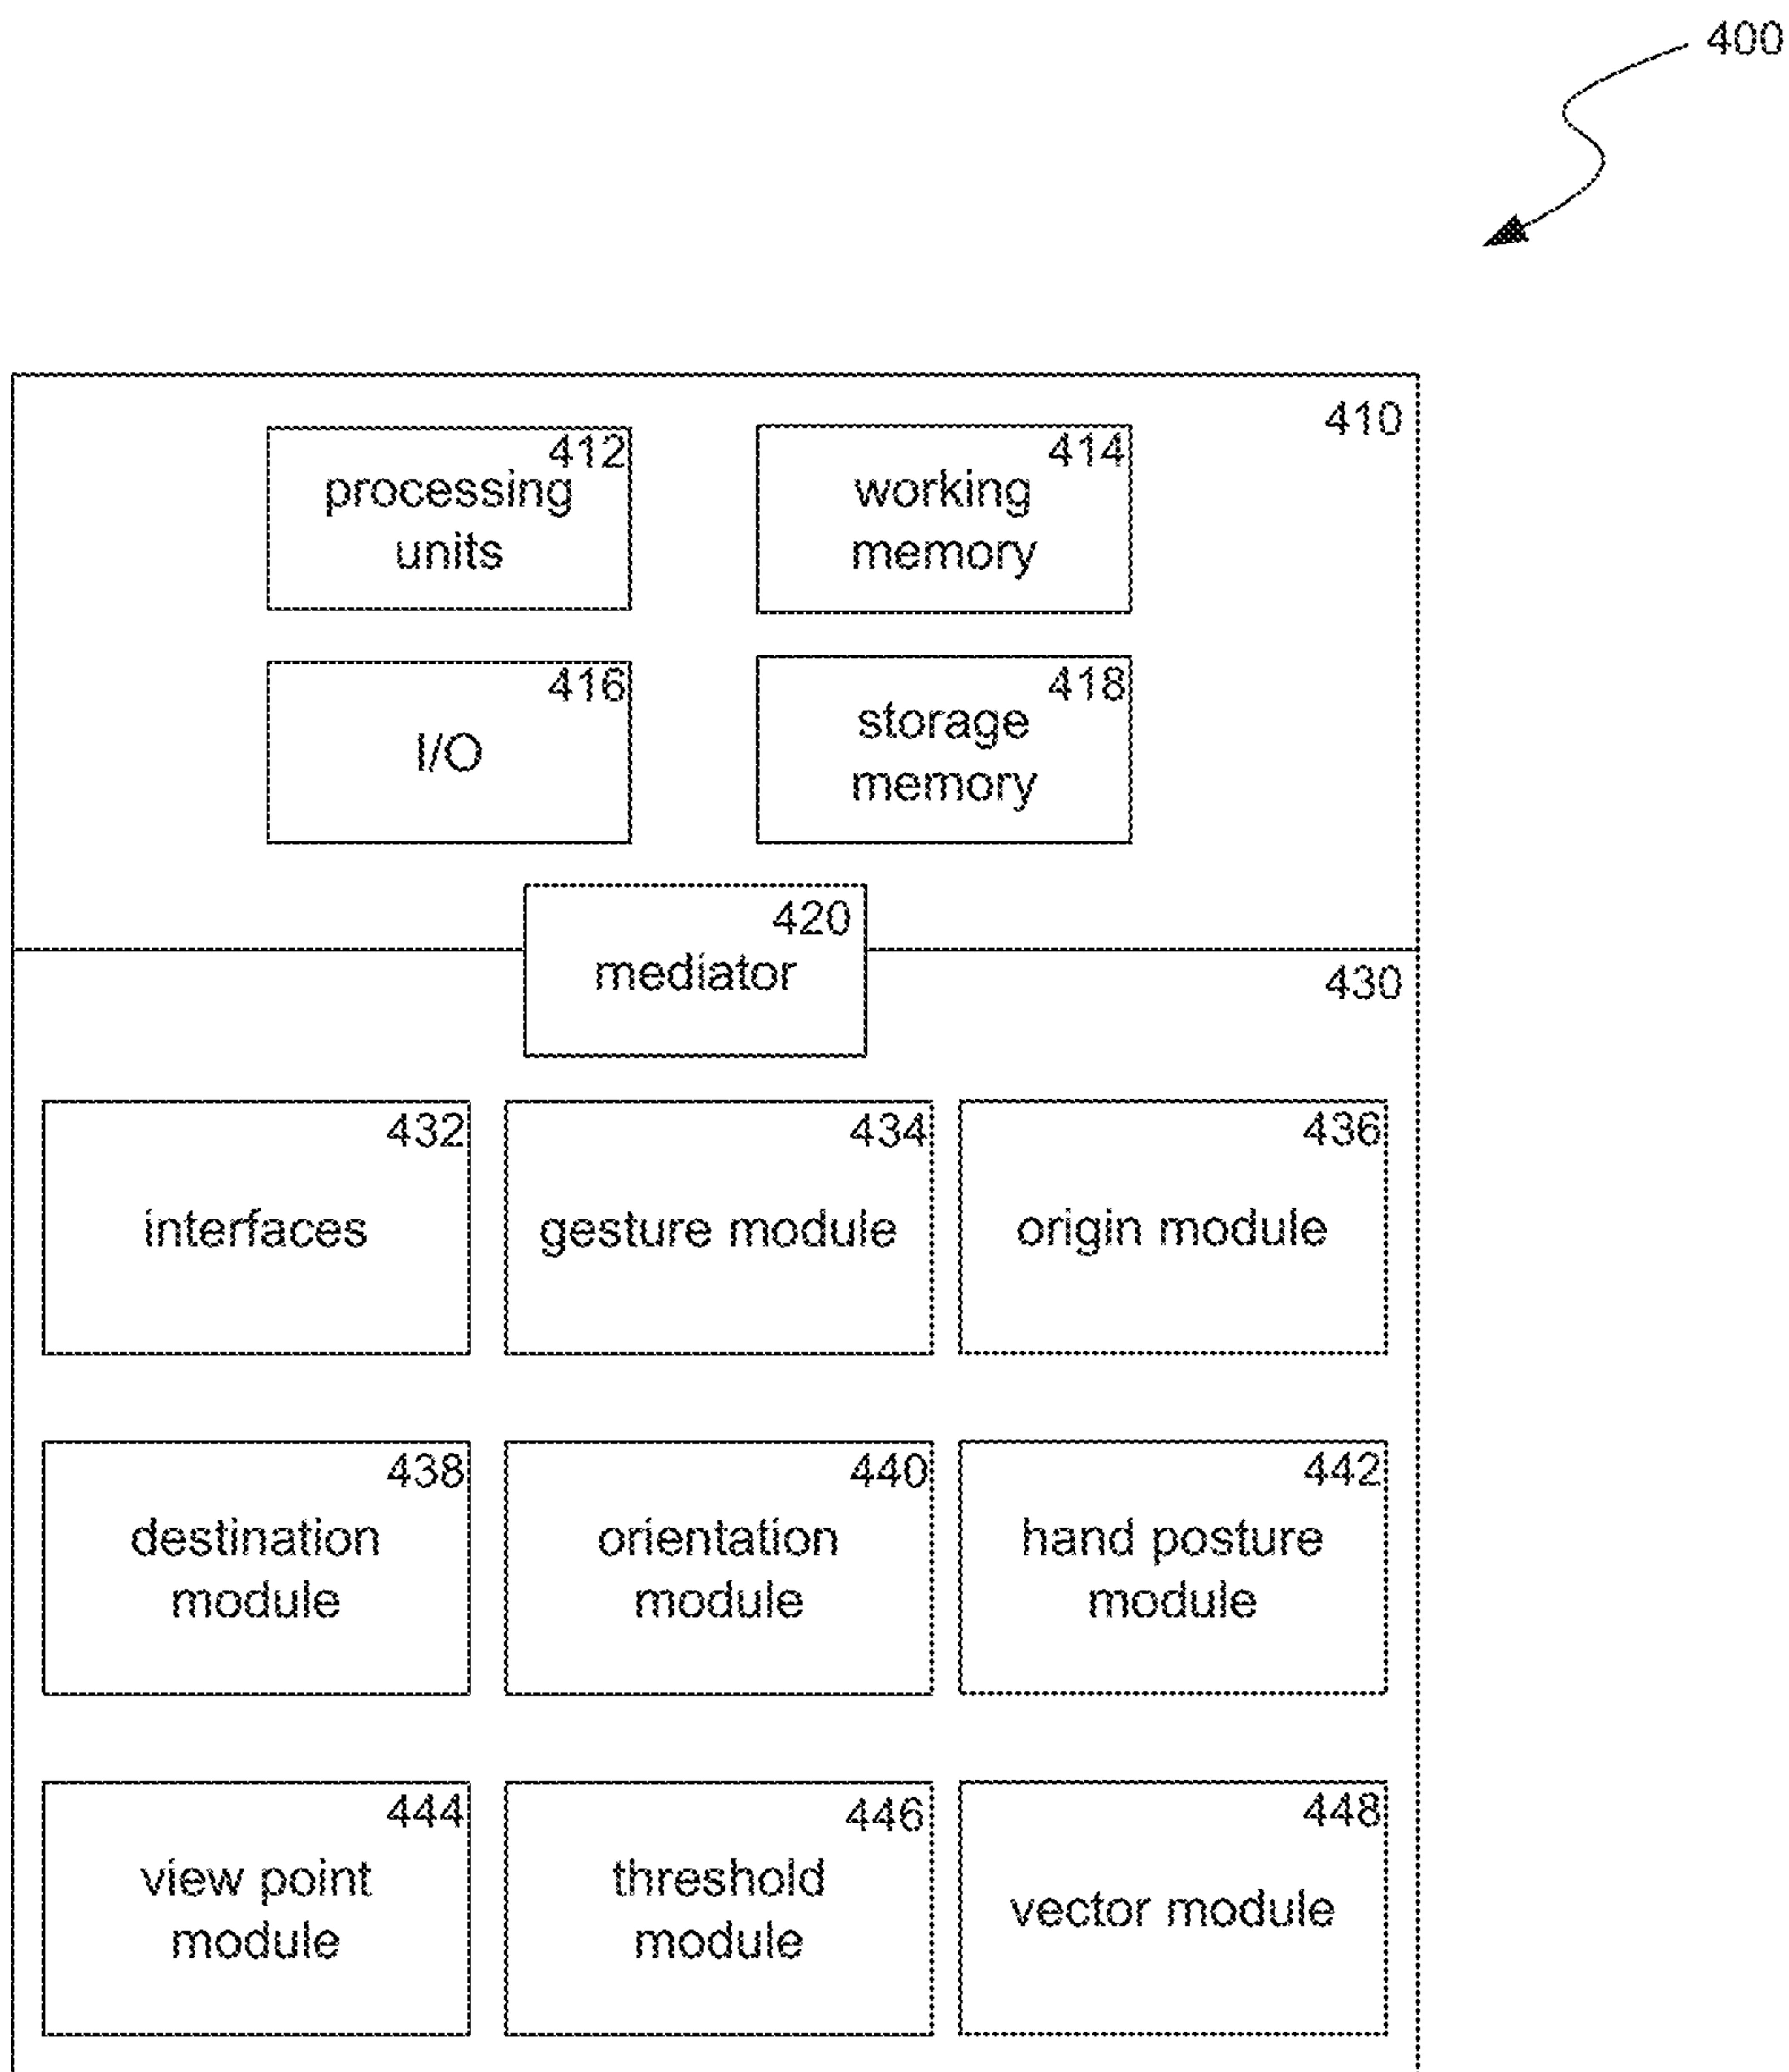 400
410
412
processing
units
414
working
memory
416
I/O
418
storage
memory
420
mediator
430
432
interfaces
434
gesture module
436
origin module
438
destination
module
440
orientation
module
442
hand posture
module
444
view point
module
446
threshold
module
448
vector module